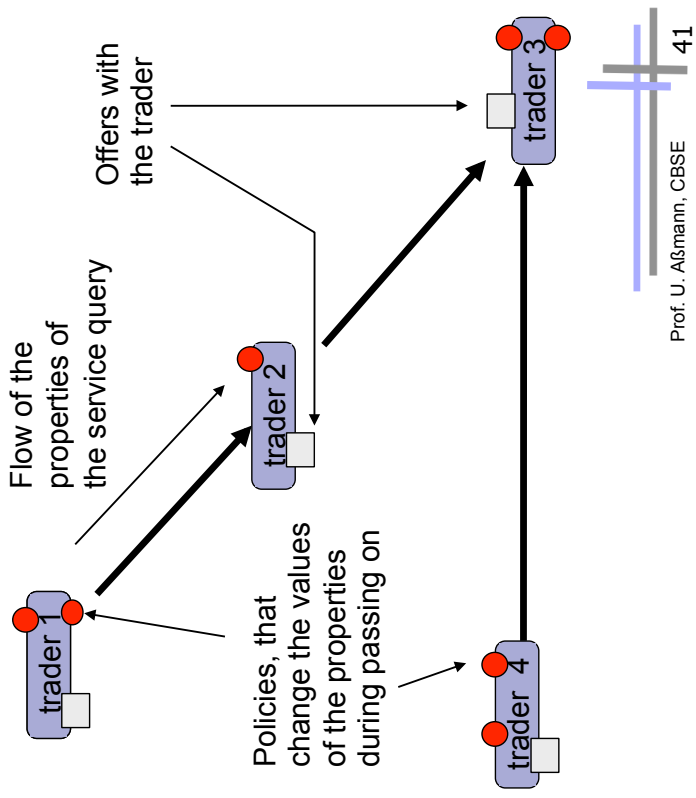 Flow of the
properties of
the service query
Offers with
the trader
trader 1
trader 2
trader 3
Policies, that
change the values
of the properties
during passing on
trader 4
Prof. U. Aßmann, CBSE
41